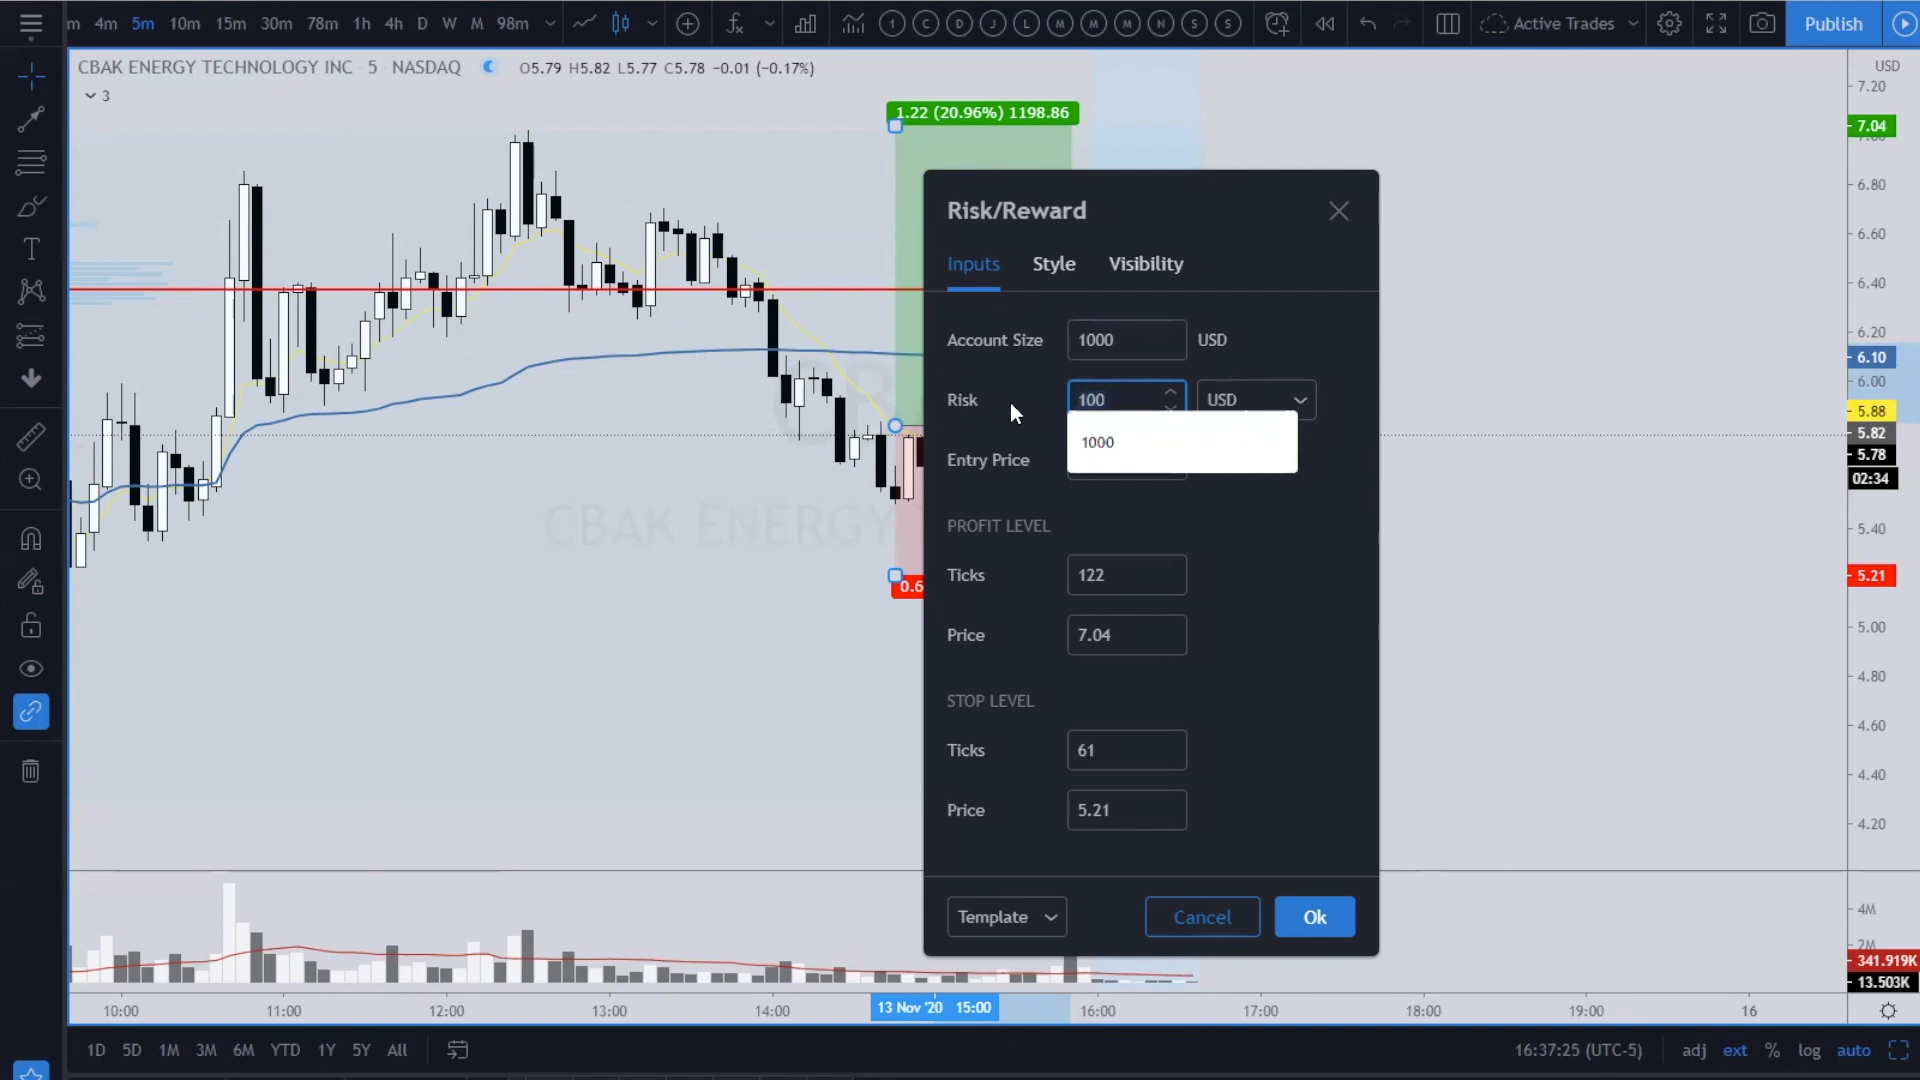 m 4m 5m 10m 15m 30m 78m 1h 4h D W M 98m 1 C D J L M M M N S S Active Trades Publish
CBAK ENERGY TECHNOLOGY INC · 5 · NASDAQ O5.79 H5.82 L5.77 C5.78 −0.01 (−0.17%)
3
1.22 (20.96%) 1198.86
USD
7.20
7.04
6.80
6.60
6.40
6.20
6.10
6.00
5.88
5.82
5.78
02:34
5.40
5.21
5.00
4.80
4.60
4.40
4.20
4M
2M
341.919K
13.503K
CBAK ENERGY
0.6
Risk/Reward
Inputs Style Visibility
Account Size 1000 USD
Risk 100 USD
1000
Entry Price
PROFIT LEVEL
Ticks 122
Price 7.04
STOP LEVEL
Ticks 61
Price 5.21
Template Cancel Ok
10:00 11:00 12:00 13:00 14:00 13 Nov '20 15:00 16:00 17:00 18:00 19:00 16
1D 5D 1M 3M 6M YTD 1Y 5Y All 16:37:25 (UTC-5) adj ext % log auto